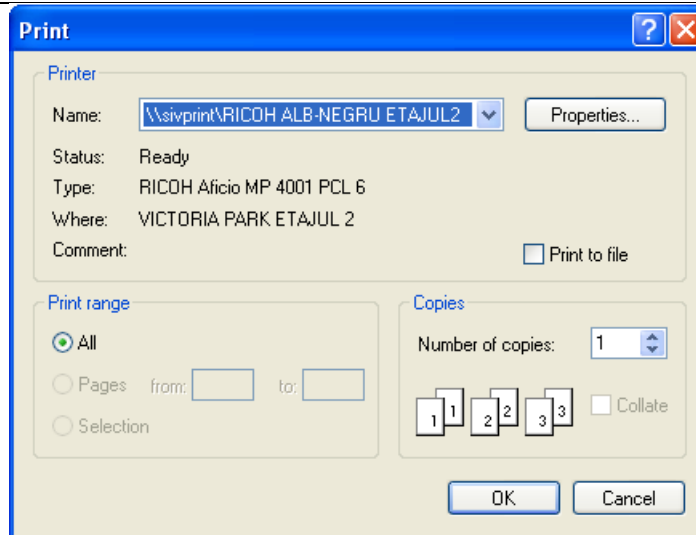 Print
Printer
Name: \\sivprint\RICOH ALB-NEGRU ETAJUL2 Properties...
Status: Ready
Type: RICOH Aficio MP 4001 PCL 6
Where: VICTORIA PARK ETAJUL 2
Comment: Print to file
Print range
All
Pages from: to:
Selection
Copies
Number of copies: 1
1 1 2 2 3 3 Collate
OK Cancel